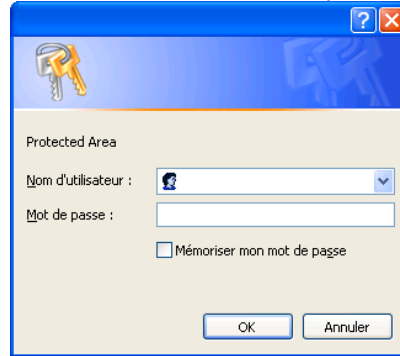 Protected Area
Nom d'utilisateur :
Mot de passe :
Mémoriser mon mot de passe
OK Annuler